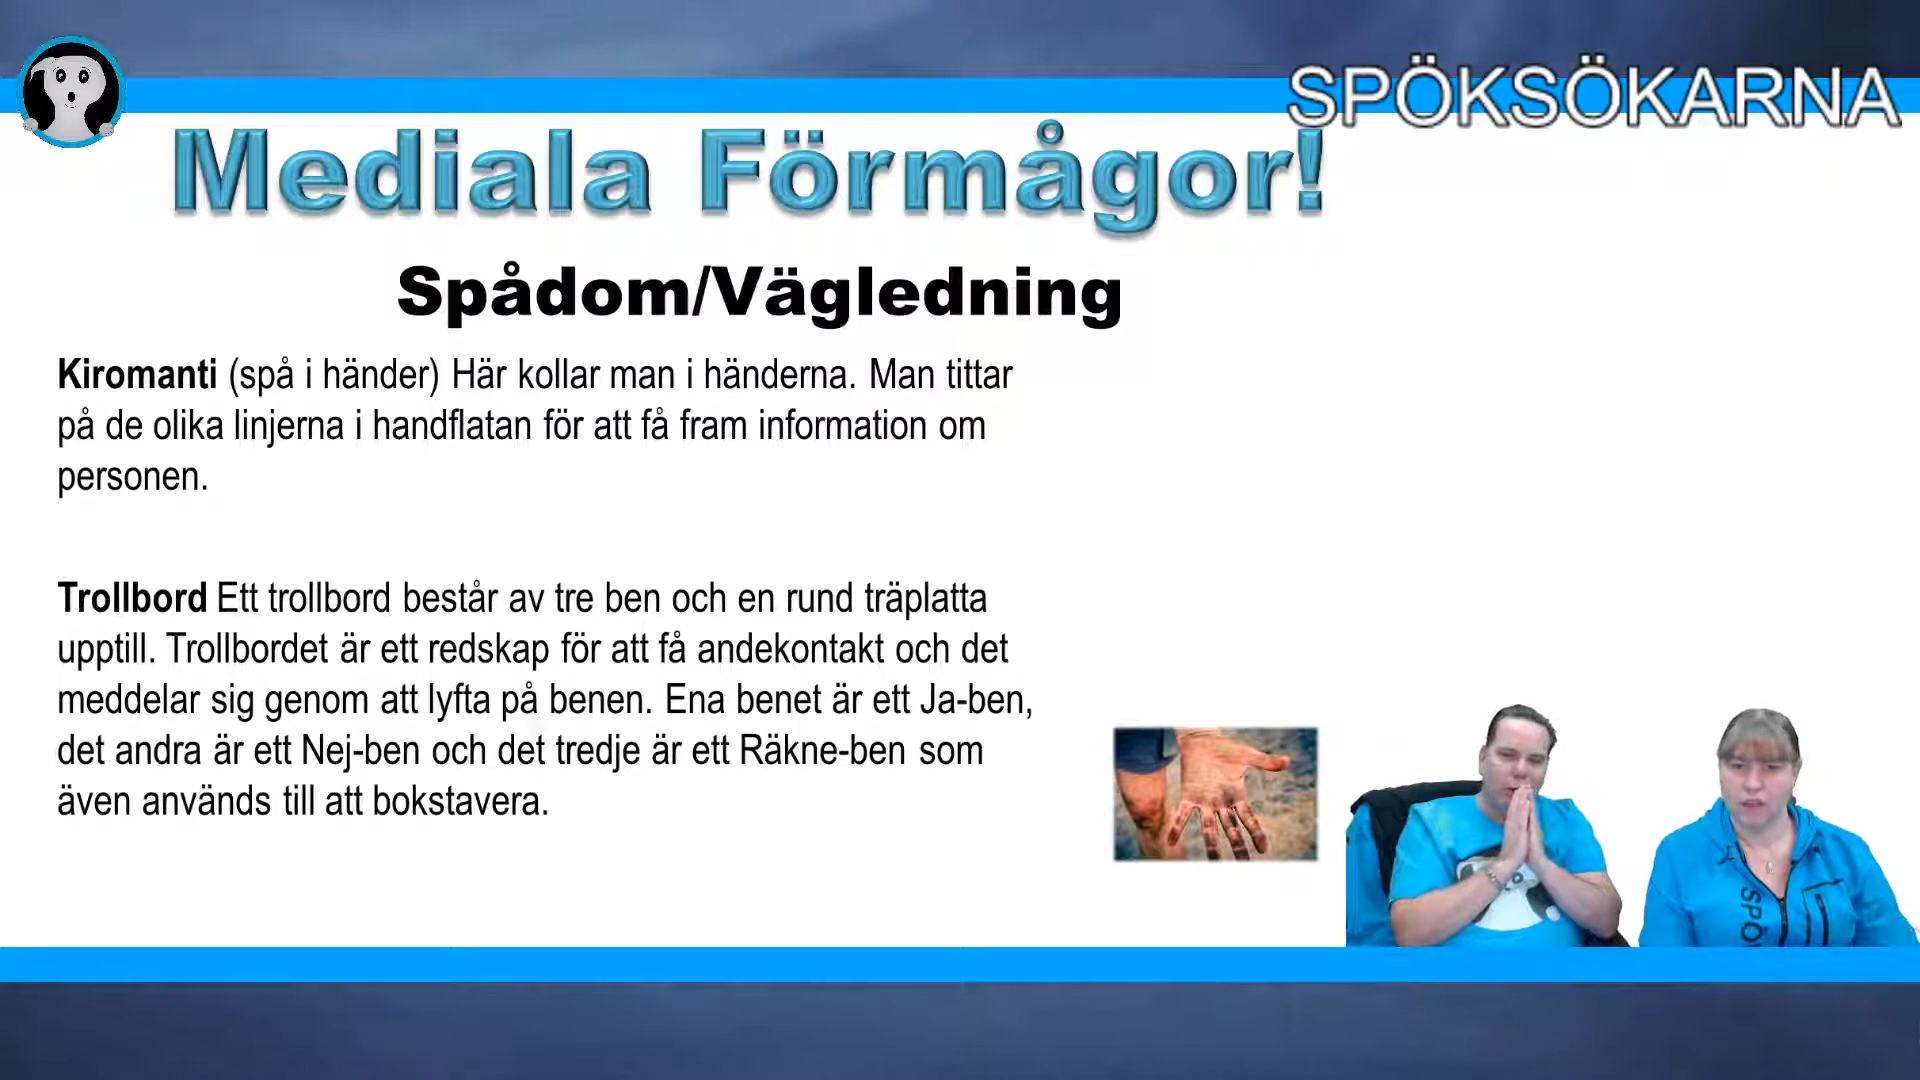 SPÖKSÖKARNA
Mediala Förmågor!
Spådom/Vägledning
Kiromanti (spå i händer) Här kollar man i händerna. Man tittar
på de olika linjerna i handflatan för att få fram information om
personen.
Trollbord Ett trollbord består av tre ben och en rund träplatta
upptill. Trollbordet är ett redskap för att få andekontakt och det
meddelar sig genom att lyfta på benen. Ena benet är ett Ja-ben,
det andra är ett Nej-ben och det tredje är ett Räkne-ben som
även används till att bokstavera.
SPÖ